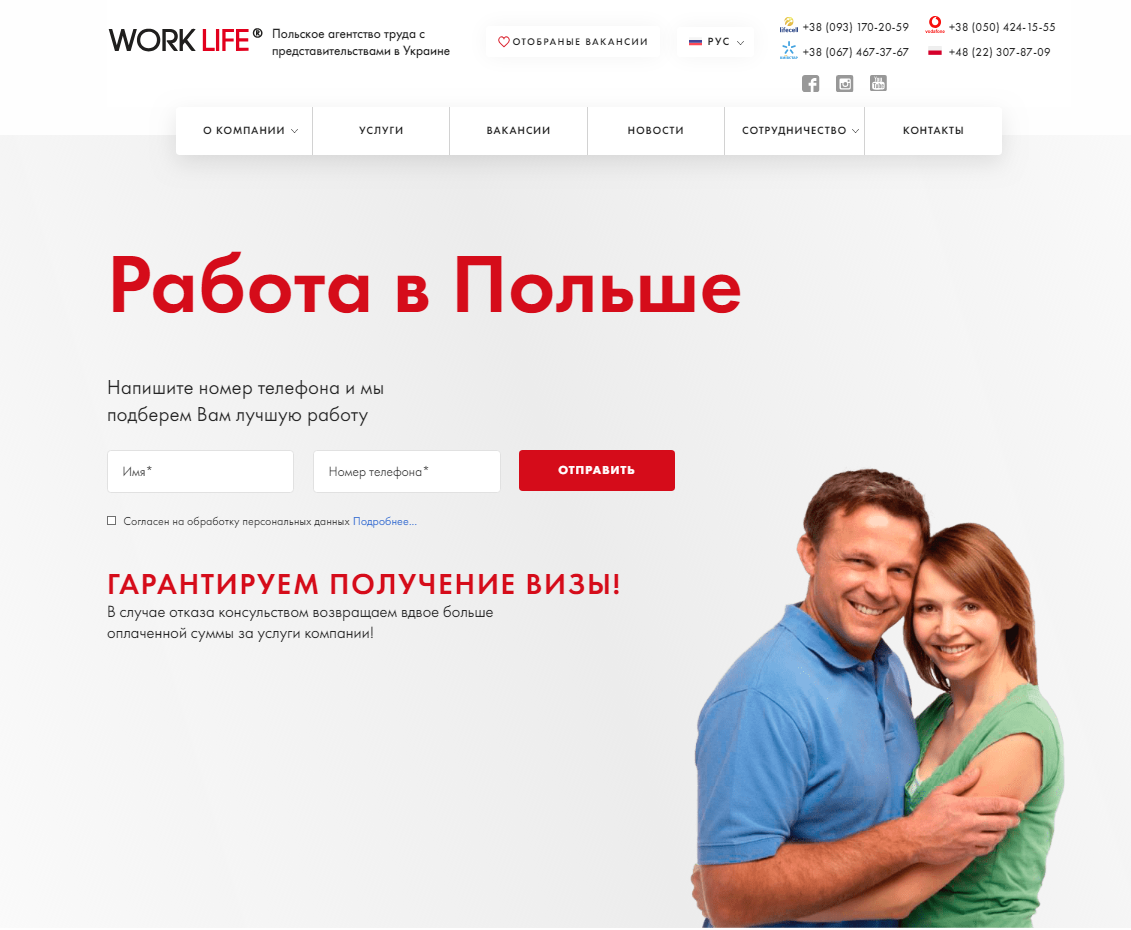 WORK LIFE®
Польское агентство труда с
представительствами в Украине
ОТОБРАНЫЕ ВАКАНСИИ
РУС
lifecell +38 (093) 170-20-59
vodafone +38 (050) 424-15-55
київстар +38 (067) 467-37-67
+48 (22) 307-87-09
You Tube
О КОМПАНИИ
УСЛУГИ
ВАКАНСИИ
НОВОСТИ
СОТРУДНИЧЕСТВО
КОНТАКТЫ
Работа в Польше
Напишите номер телефона и мы
подберем Вам лучшую работу
Имя*
Номер телефона*
ОТПРАВИТЬ
Согласен на обработку персональных данных Подробнее...
ГАРАНТИРУЕМ ПОЛУЧЕНИЕ ВИЗЫ!
В случае отказа консульством возвращаем вдвое больше
оплаченной суммы за услуги компании!